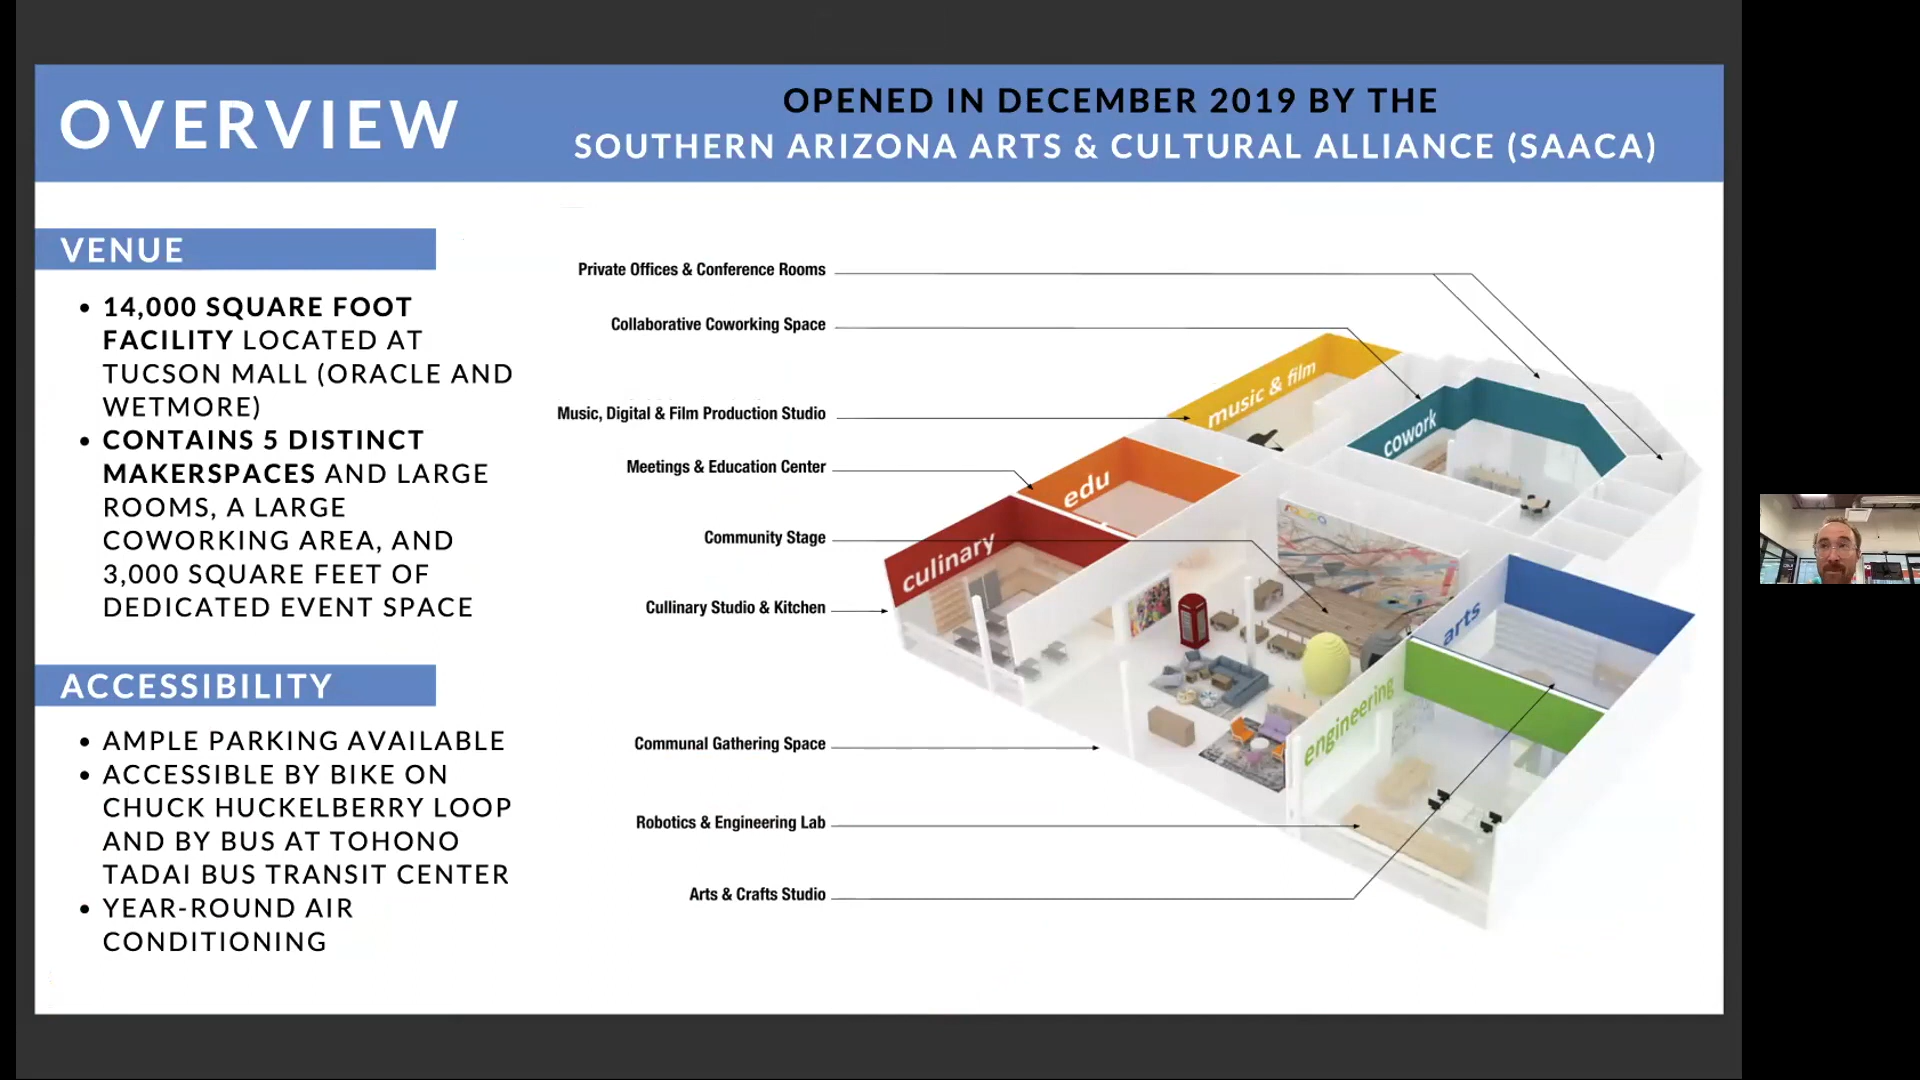 OVERVIEW
OPENED IN DECEMBER 2019 BY THE
SOUTHERN ARIZONA ARTS & CULTURAL ALLIANCE (SAACA)
VENUE
• 14,000 SQUARE FOOT
FACILITY LOCATED AT
TUCSON MALL (ORACLE AND
WETMORE)
• CONTAINS 5 DISTINCT
MAKERSPACES AND LARGE
ROOMS, A LARGE
COWORKING AREA, AND
3,000 SQUARE FEET OF
DEDICATED EVENT SPACE
ACCESSIBILITY
• AMPLE PARKING AVAILABLE
• ACCESSIBLE BY BIKE ON
CHUCK HUCKELBERRY LOOP
AND BY BUS AT TOHONO
TADAI BUS TRANSIT CENTER
• YEAR-ROUND AIR
CONDITIONING
Private Offices & Conference Rooms
Collaborative Coworking Space
Music, Digital & Film Production Studio
Meetings & Education Center
Community Stage
Cullinary Studio & Kitchen
Communal Gathering Space
Robotics & Engineering Lab
Arts & Crafts Studio
music & film
cowork
edu
culinary
arts
engineering